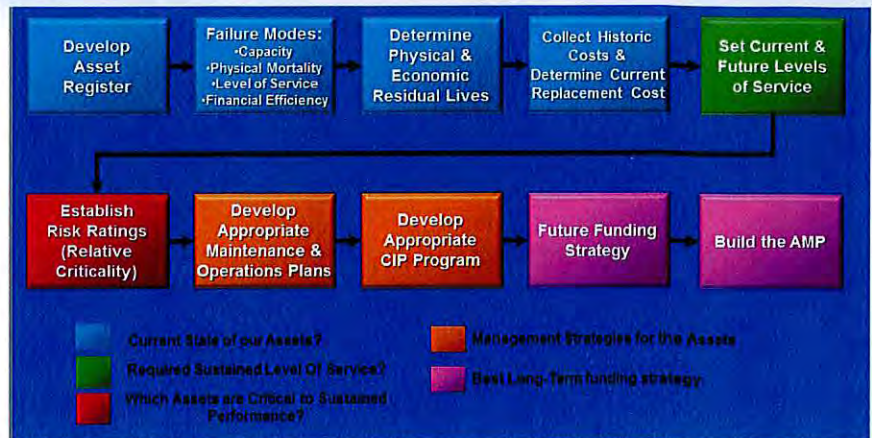 Develop
Asset
Register
Failure Modes:
•Capacity
•Physical Mortality
•Level of Service
•Financial Efficiency
Determine
Physical &
Economic
Residual Lives
Collect Historic
Costs &
Determine Current
Replacement Cost
Set Current &
Future Levels
of Service
Establish
Risk Ratings
(Relative
Criticality)
Develop
Appropriate
Maintenance &
Operations Plans
Develop
Appropriate
CIP Program
Future Funding
Strategy
Build the AMP
Current State of our Assets?
Required Sustained Level Of Service?
Which Assets are Critical to Sustained
Performance?
Management Strategies for the Assets
Best Long-Term funding strategy